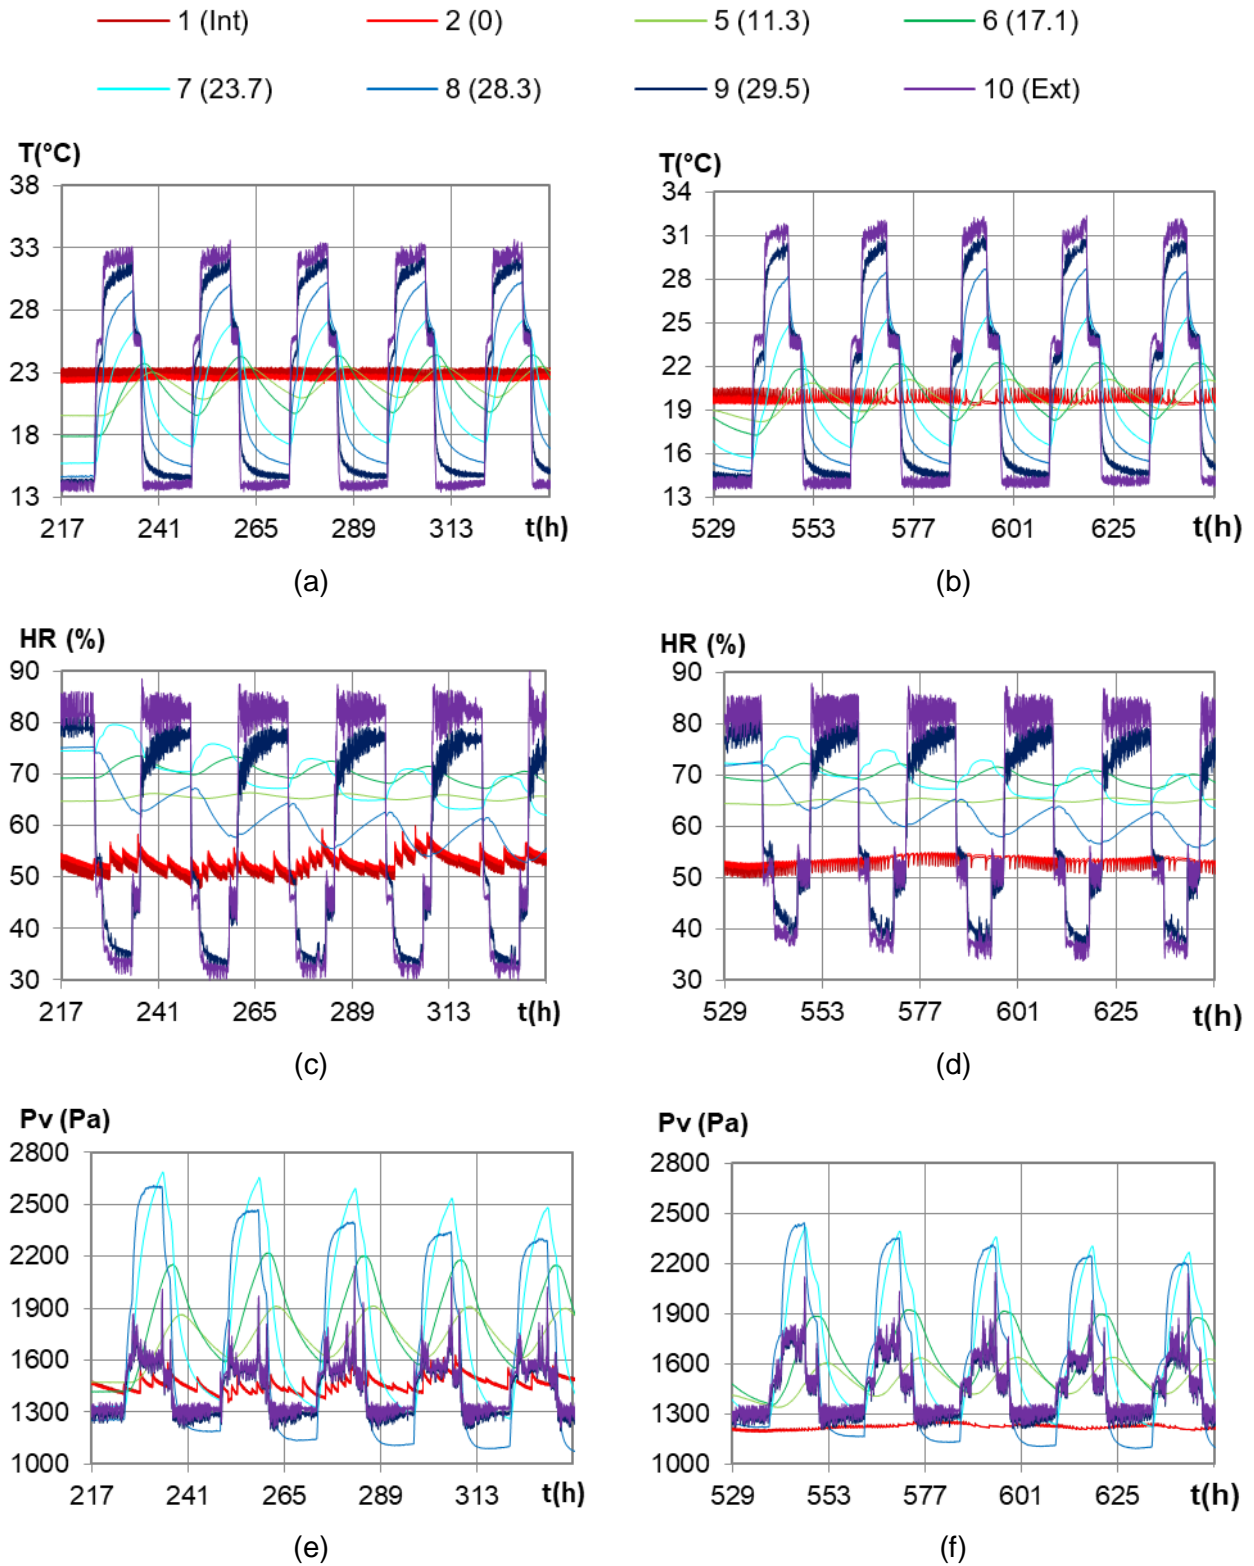 1 (Int) 2 (0) 5 (11.3) 6 (17.1)
7 (23.7) 8 (28.3) 9 (29.5) 10 (Ext)
T(°C)
38
33
28
23
18
13
217 241 265 289 313 t(h)
(a)
T(°C)
34
31
28
25
22
19
16
13
529 553 577 601 625 t(h)
(b)
HR (%)
90
80
70
60
50
40
30
217 241 265 289 313 t(h)
(c)
HR (%)
90
80
70
60
50
40
30
529 553 577 601 625 t(h)
(d)
Pv (Pa)
2800
2500
2200
1900
1600
1300
1000
217 241 265 289 313 t(h)
(e)
Pv (Pa)
2800
2500
2200
1900
1600
1300
1000
529 553 577 601 625 t(h)
(f)